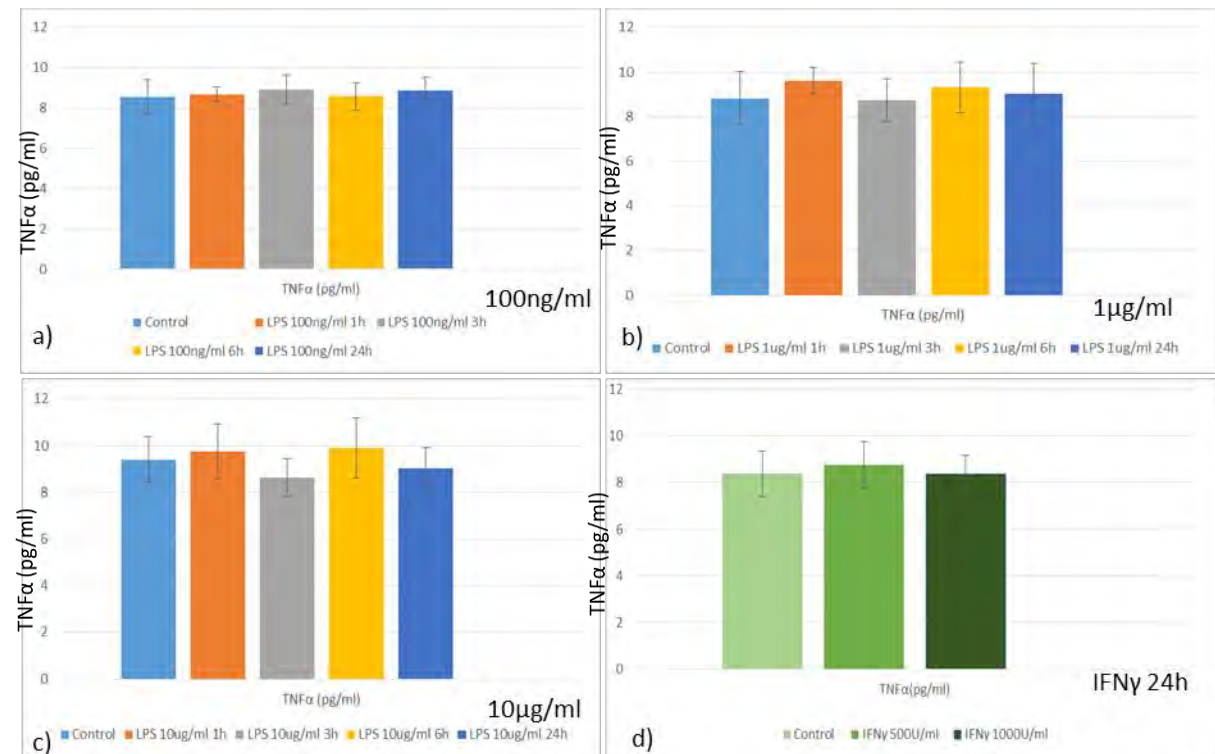 12
10
8
6
4
2
0
TNFα (pg/ml)
TNFα (pg/ml)
100ng/ml
Control LPS 100ng/ml 1h LPS 100ng/ml 3h
LPS 100ng/ml 6h LPS 100ng/ml 24h
a)
12
10
8
6
4
2
0
TNFα (pg/ml)
TNFα (pg/ml)
1µg/ml
Control LPS 1ug/ml 1h LPS 1ug/ml 3h LPS 1ug/ml 6h LPS 1ug/ml 24h
b)
12
10
8
6
4
2
0
TNFα (pg/ml)
TNFα (pg/ml)
10µg/ml
Control LPS 10ug/ml 1h LPS 10ug/ml 3h LPS 10ug/ml 6h LPS 10ug/ml 24h
c)
12
10
8
6
4
2
0
TNFα (pg/ml)
TNFα(pg/ml)
IFNγ 24h
Control IFNγ 500U/ml IFNγ 1000U/ml
d)